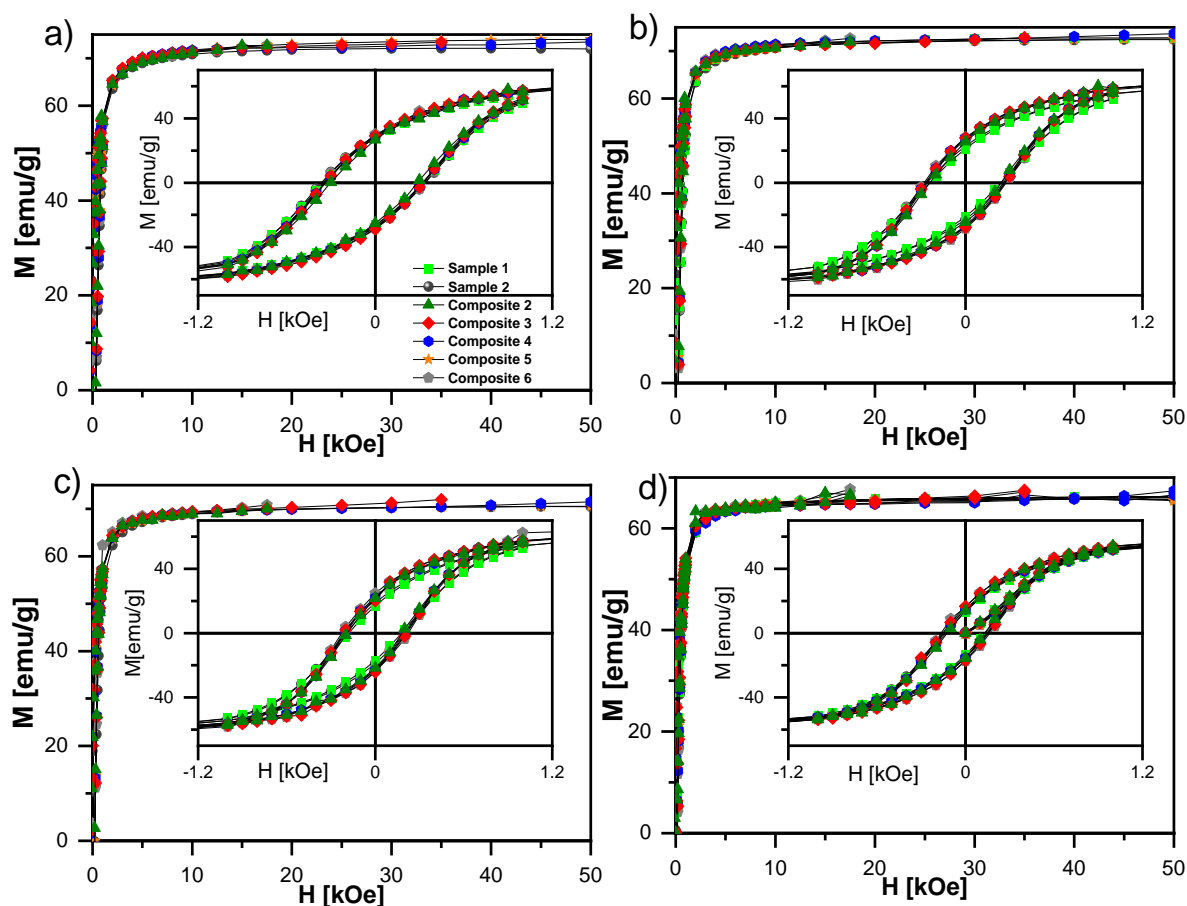 a)
M [emu/g]
60
40
20
0
M [emu/g]
40
0
-40
-1.2
0
1.2
H [kOe]
Sample 1
Sample 2
Composite 2
Composite 3
Composite 4
Composite 5
Composite 6
0
10
20
30
40
50
H [kOe]
b)
M [emu/g]
60
40
20
0
M [emu/g]
40
0
-40
-1.2
0
1.2
H [kOe]
0
10
20
30
40
50
H [kOe]
c)
M [emu/g]
60
40
20
0
M[emu/g]
40
0
-40
-1.2
0
1.2
H [kOe]
0
10
20
30
40
50
H [kOe]
d)
M [emu/g]
60
40
20
0
M [emu/g]
40
0
-40
-1.2
0
1.2
H [kOe]
0
10
20
30
40
50
H [kOe]